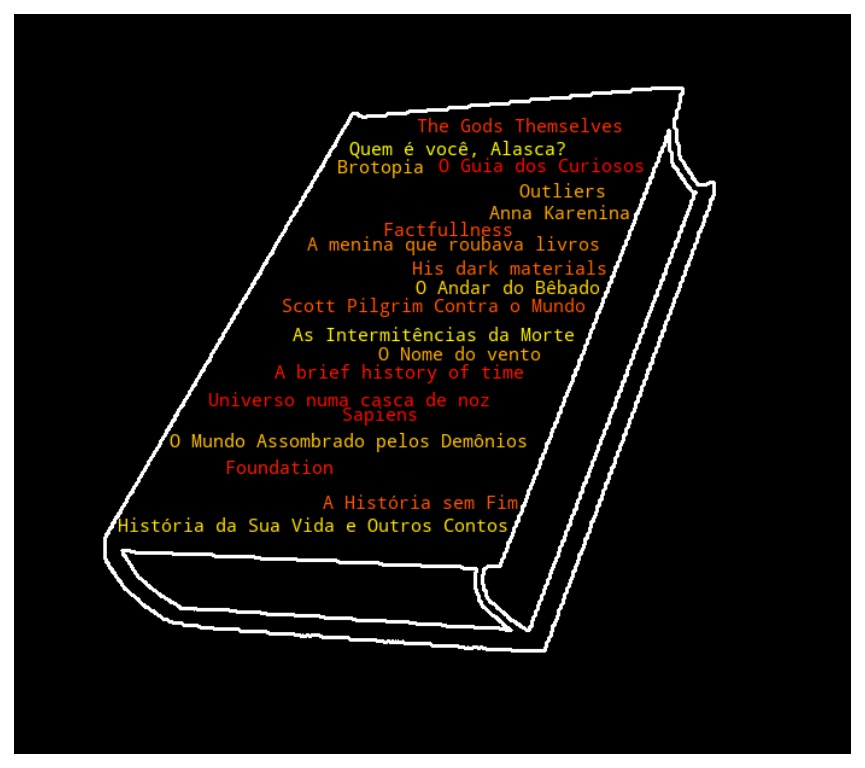 The Gods Themselves
Quem é você, Alasca?
Brotopia O Guia dos Curiosos
Outliers
Anna Karenina
Factfullness
A menina que roubava livros
His dark materials
O Andar do Bêbado
Scott Pilgrim Contra o Mundo
As Intermitências da Morte
O Nome do vento
A brief history of time
Universo numa casca de noz
Sapiens
O Mundo Assombrado pelos Demônios
Foundation
A História sem Fim
História da Sua Vida e Outros Contos